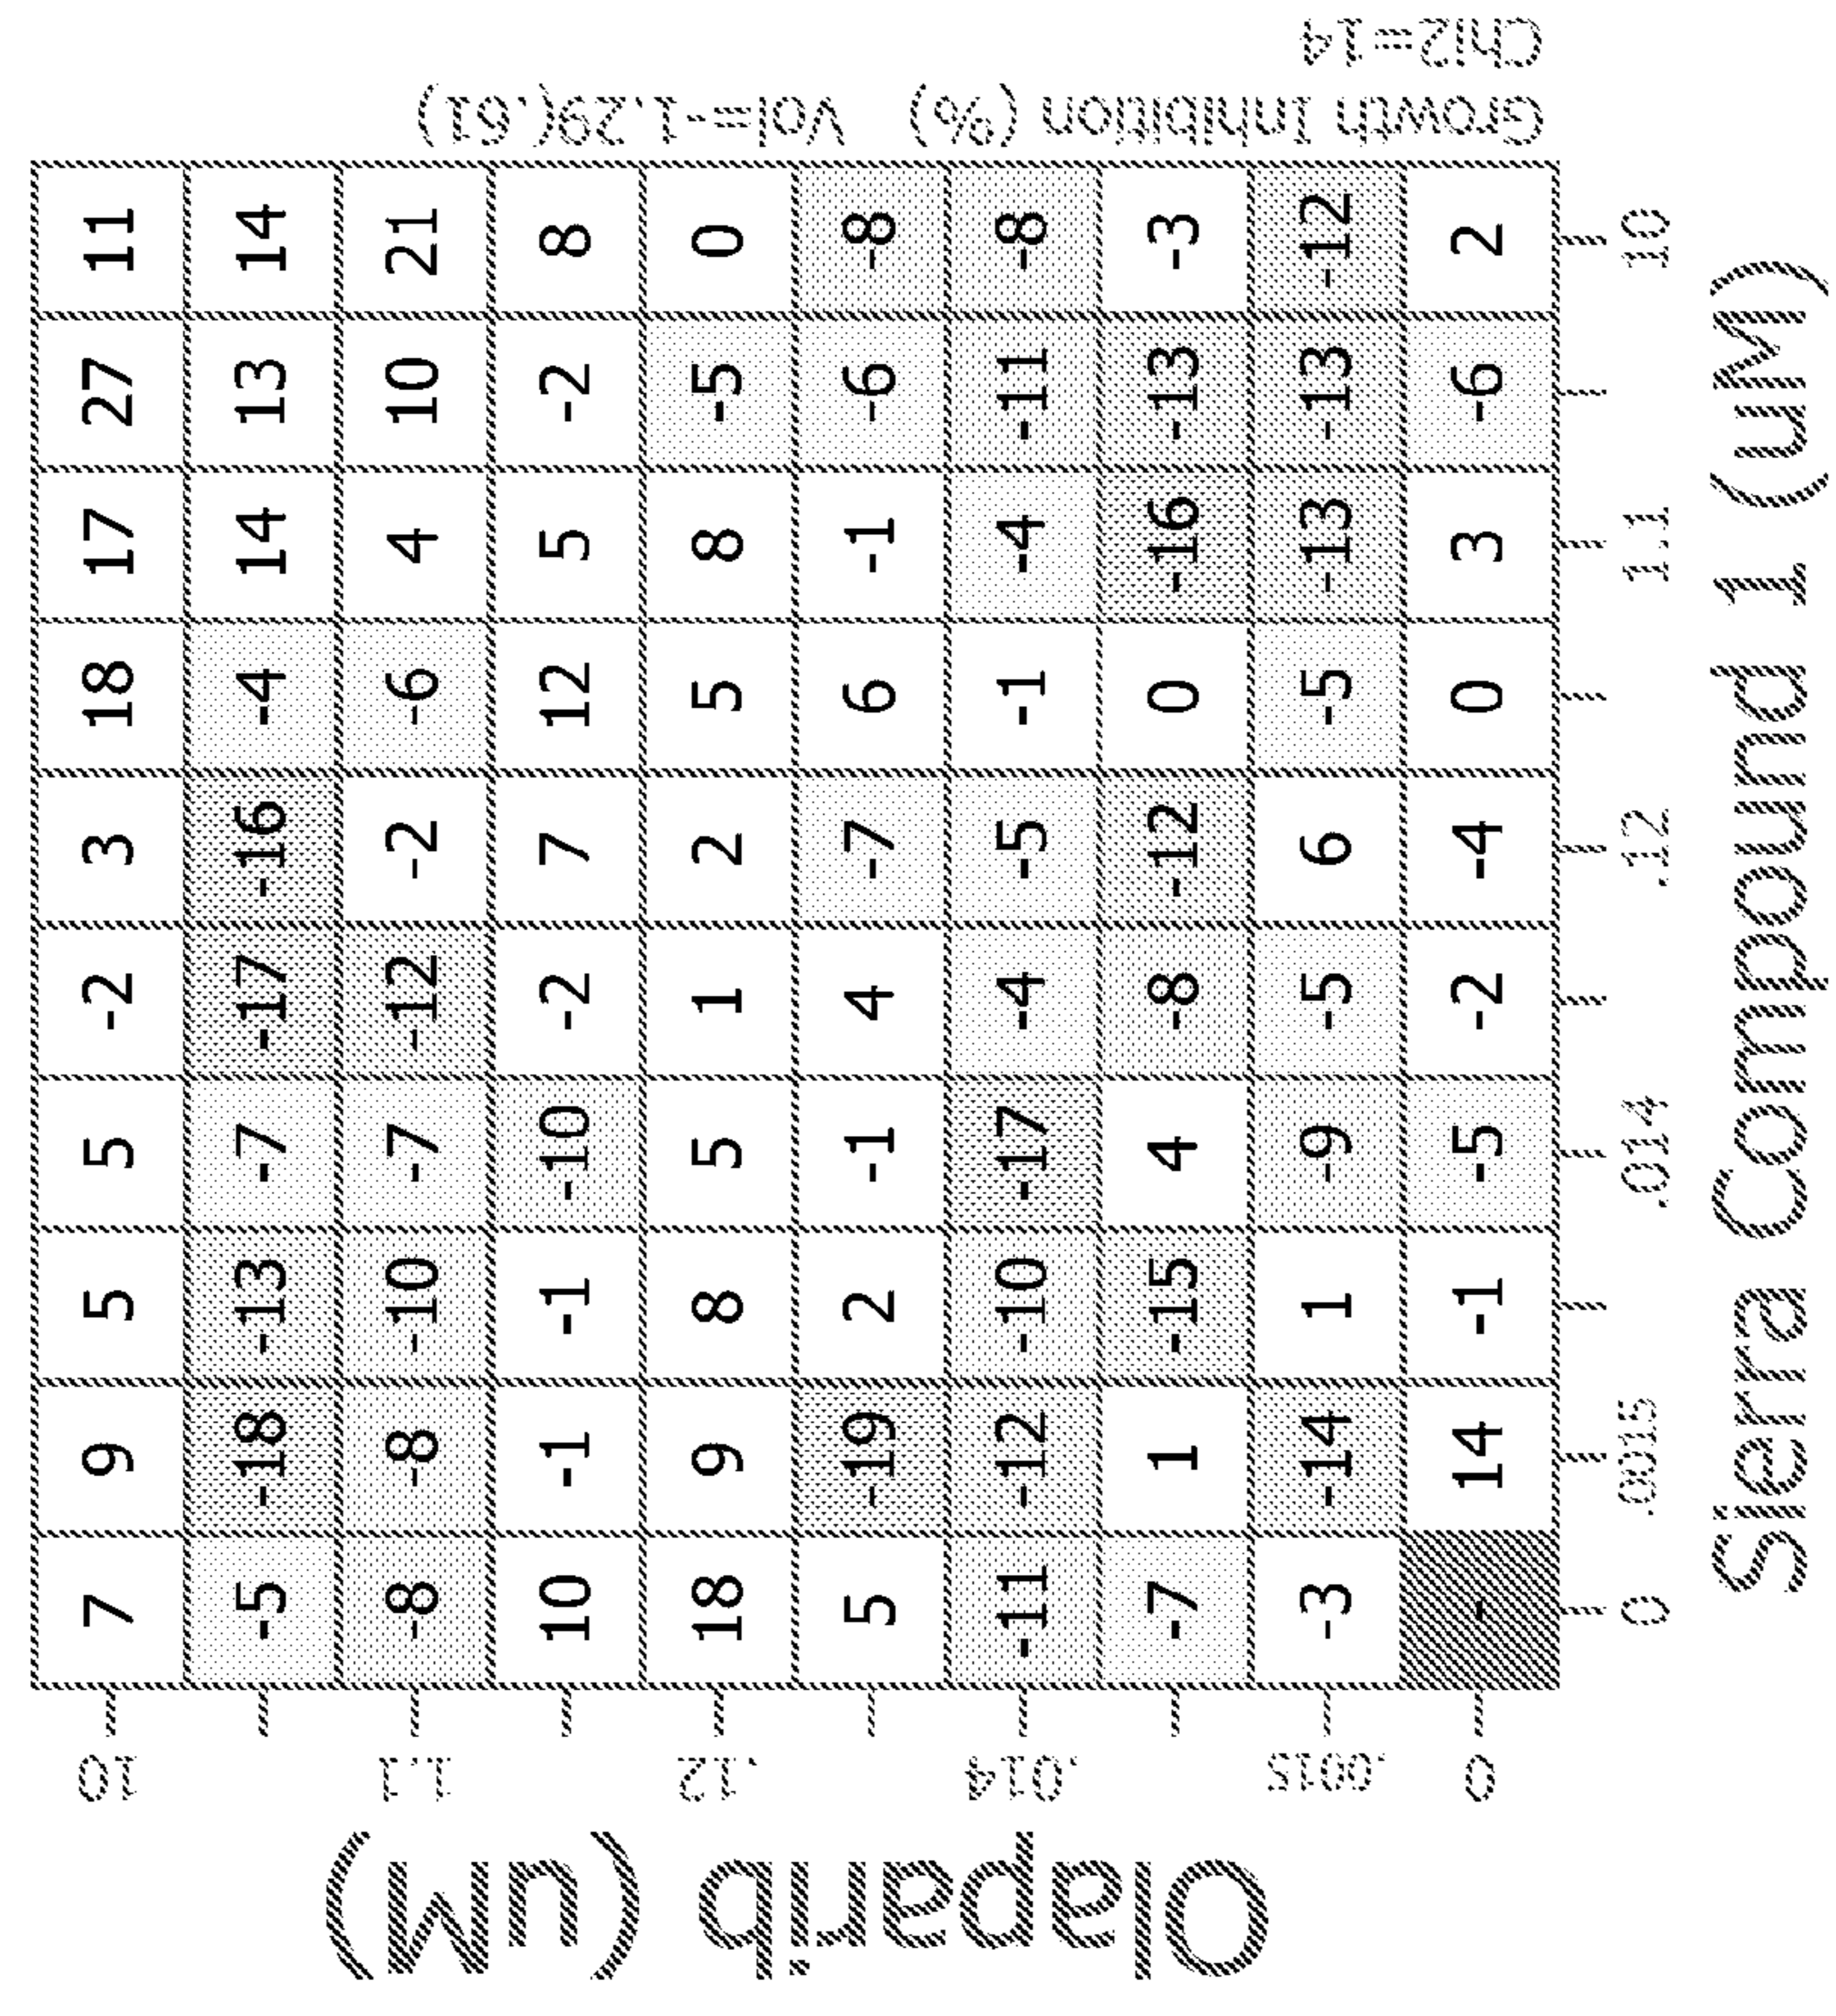 Olaparib (uM)
10 7 9 5 5 -2 3 18 17 27 11
-5 -18 -13 -7 -17 -16 -4 14 13 14
1.1 -8 -8 -10 -7 -12 -2 -6 4 10 21
10 -1 -1 -10 -2 7 12 5 -2 8
.12 18 9 8 5 1 2 5 8 -5 0
5 -19 2 -1 4 -7 6 -1 -6 -8
.014 -11 -12 -10 -17 -4 -5 -1 -4 -11 -8
-7 1 -15 4 -8 -12 0 -16 -13 -3
.0015 -3 -14 1 -9 -5 6 -5 -13 -13 -12
0 - 14 -1 -5 -2 -4 0 3 -6 2
0 .0015 .014 .12 1.1 10
Sierra Compound 1 (uM)
Growth Inhibition (%) Vol=-1.29(.61)
Chi2=14